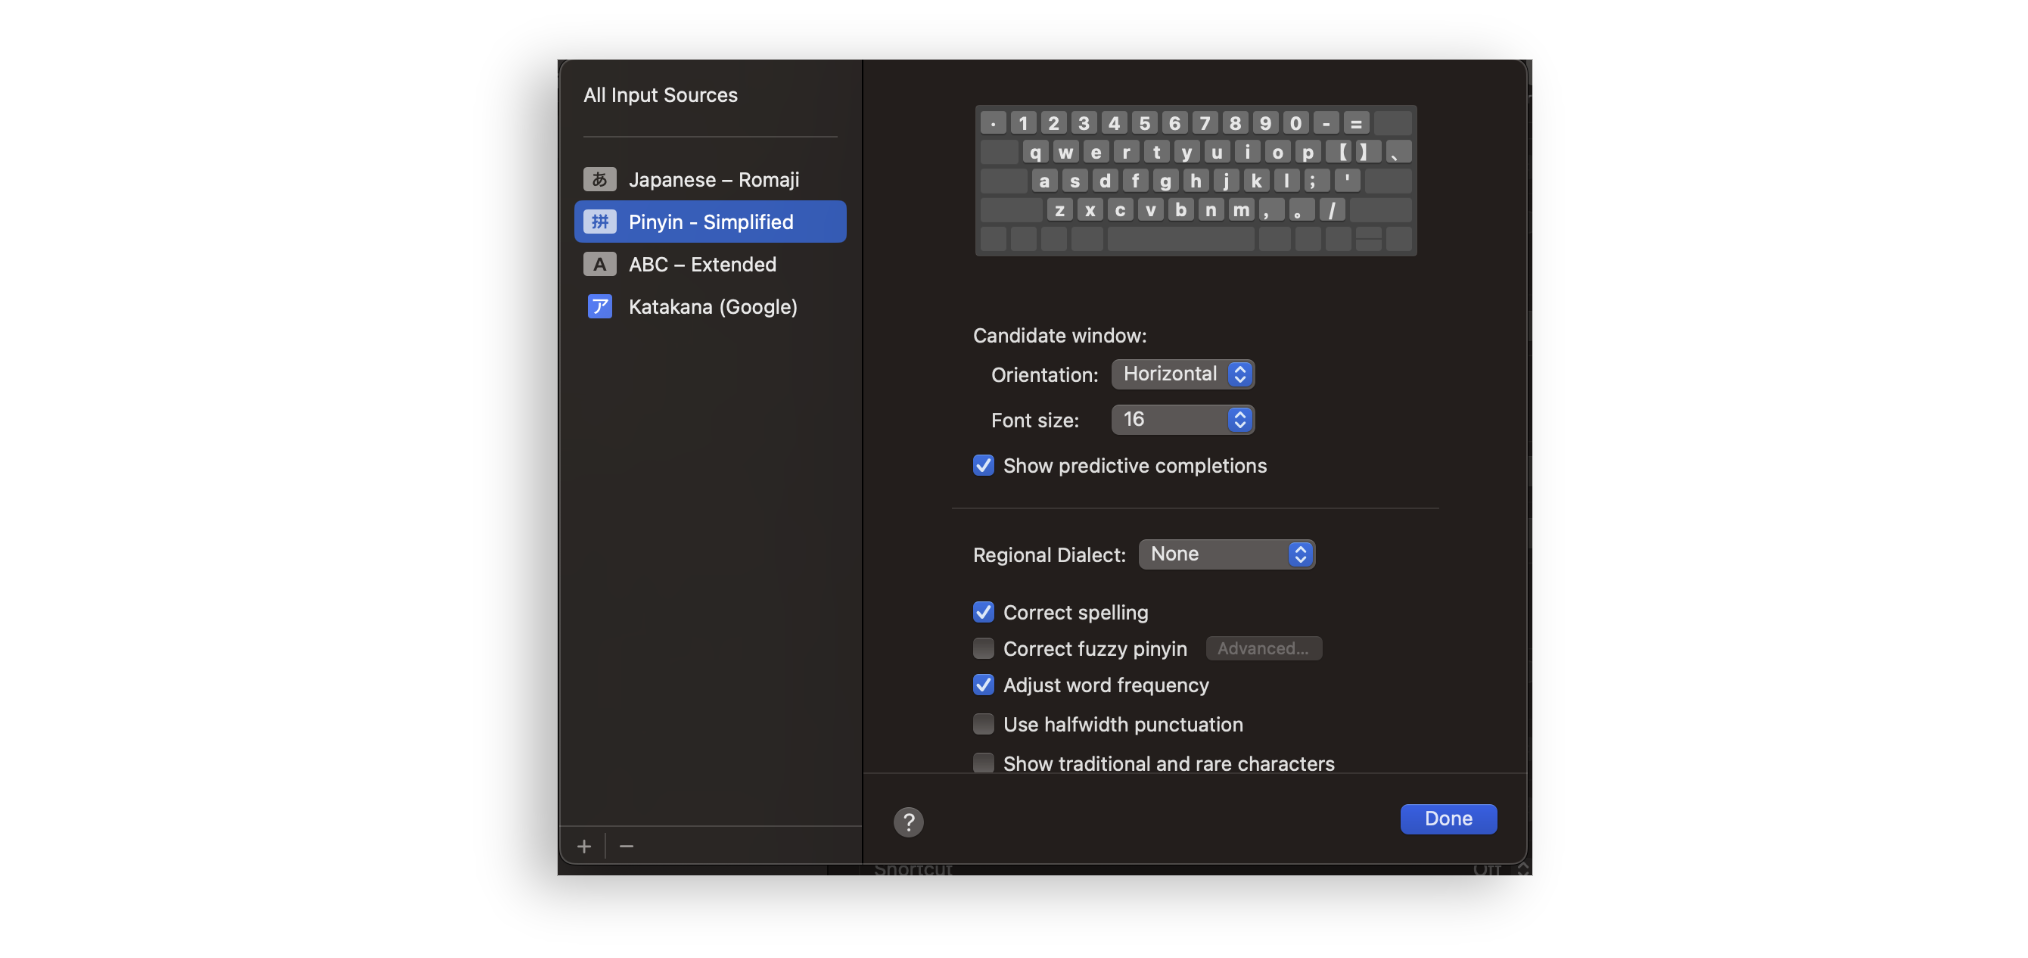 All Input Sources
あ Japanese – Romaji
拼 Pinyin - Simplified
A ABC – Extended
ア Katakana (Google)
· 1 2 3 4 5 6 7 8 9 0 - =
q w e r t y u i o p 【 】 、
a s d f g h j k l ; '
z x c v b n m , 。 /
Candidate window:
Orientation: Horizontal
Font size: 16
Show predictive completions
Regional Dialect: None
Correct spelling
Correct fuzzy pinyin Advanced...
Adjust word frequency
Use halfwidth punctuation
Show traditional and rare characters
? Done
+ −
Shortcut Off